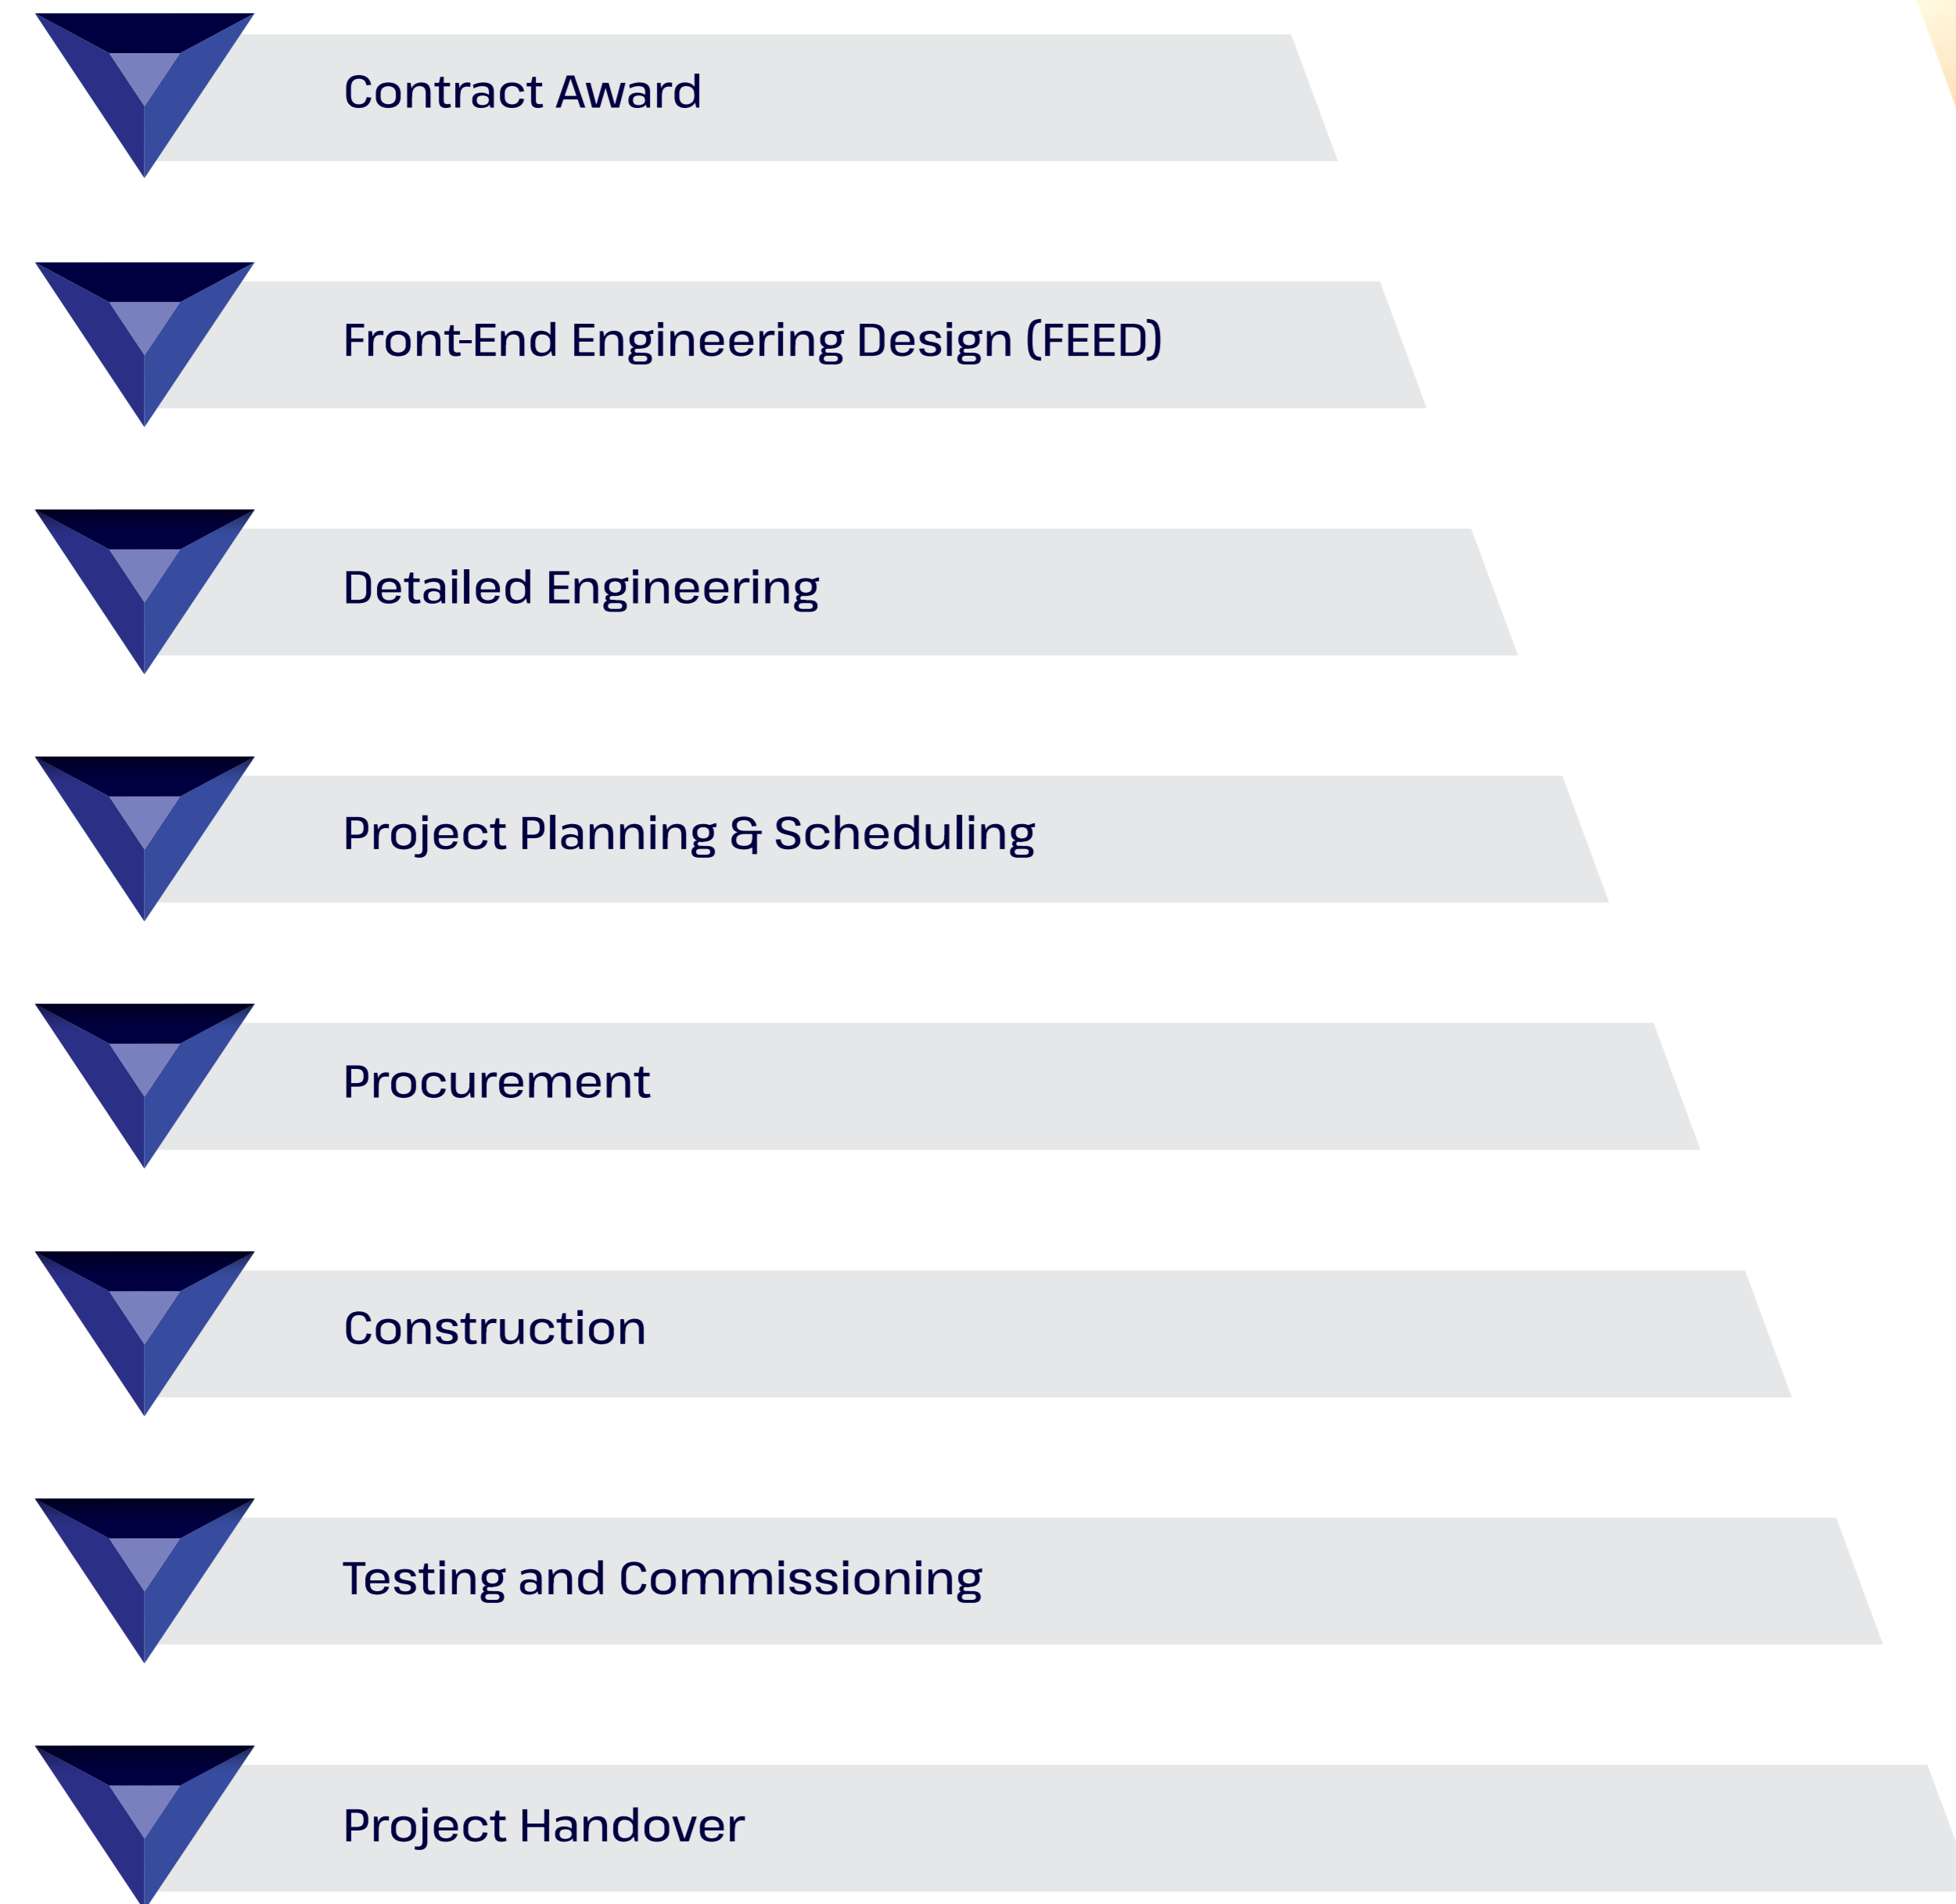 Contract Award
Front-End Engineering Design (FEED)
Detailed Engineering
Project Planning & Scheduling
Procurement
Construction
Testing and Commissioning
Project Handover